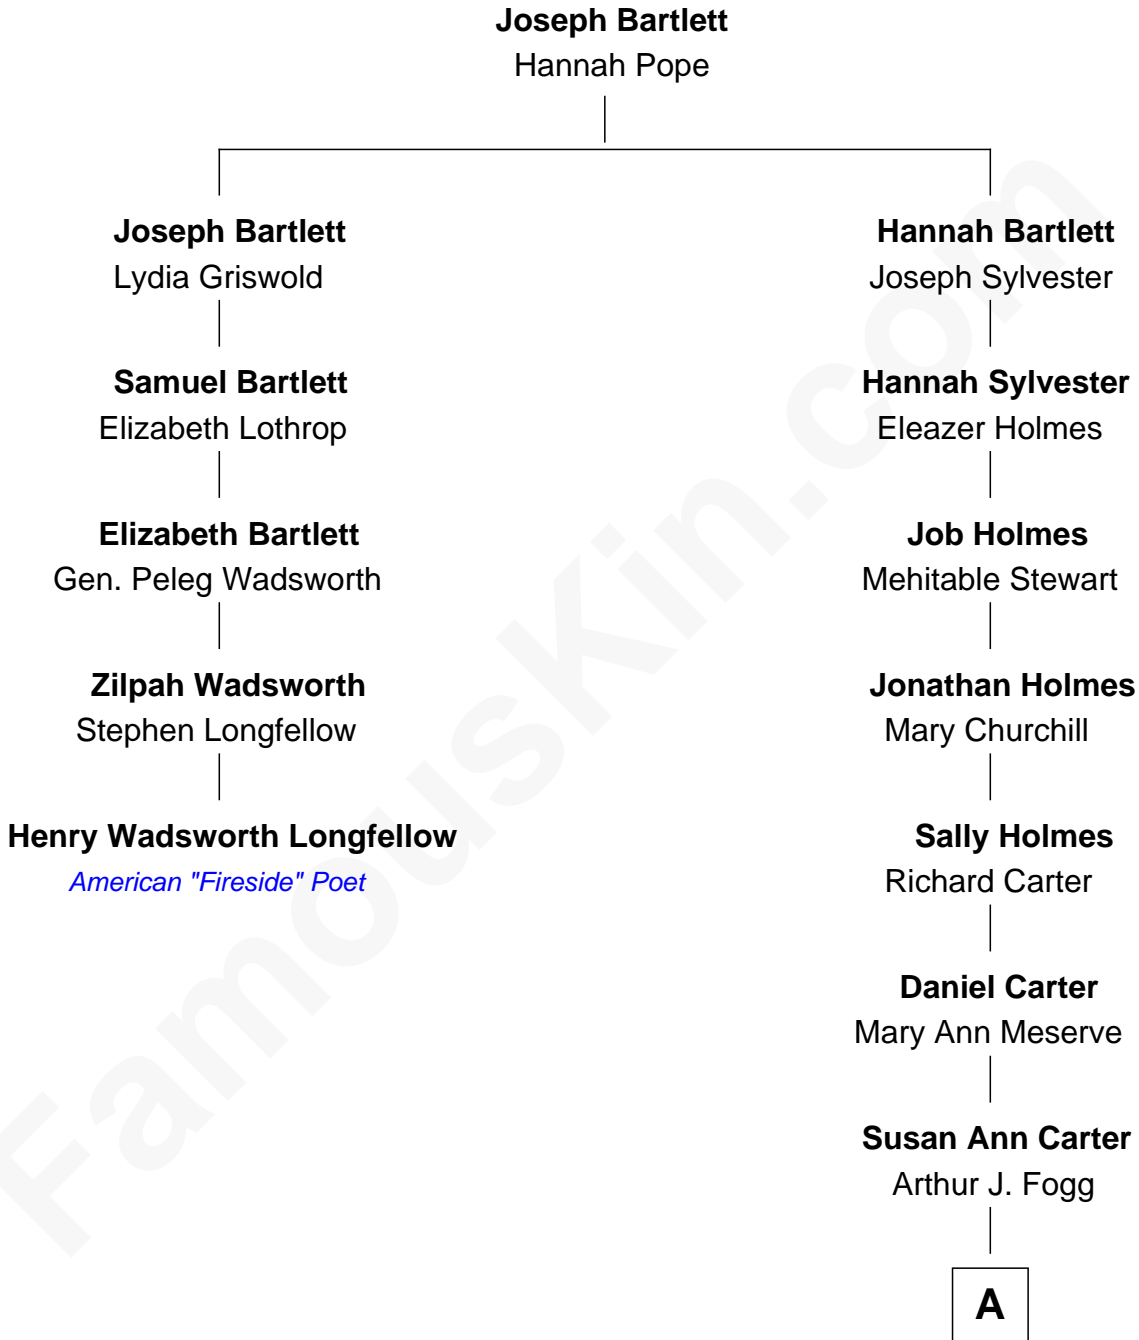 Joseph Bartlett
Hannah Pope
Joseph Bartlett
Lydia Griswold
Samuel Bartlett
Elizabeth Lothrop
Elizabeth Bartlett
Gen. Peleg Wadsworth
Zilpah Wadsworth
Stephen Longfellow
Henry Wadsworth Longfellow
American "Fireside" Poet
Hannah Bartlett
Joseph Sylvester
Hannah Sylvester
Eleazer Holmes
Job Holmes
Mehitable Stewart
Jonathan Holmes
Mary Churchill
Sally Holmes
Richard Carter
Daniel Carter
Mary Ann Meserve
Susan Ann Carter
Arthur J. Fogg
A
FamousKin.com